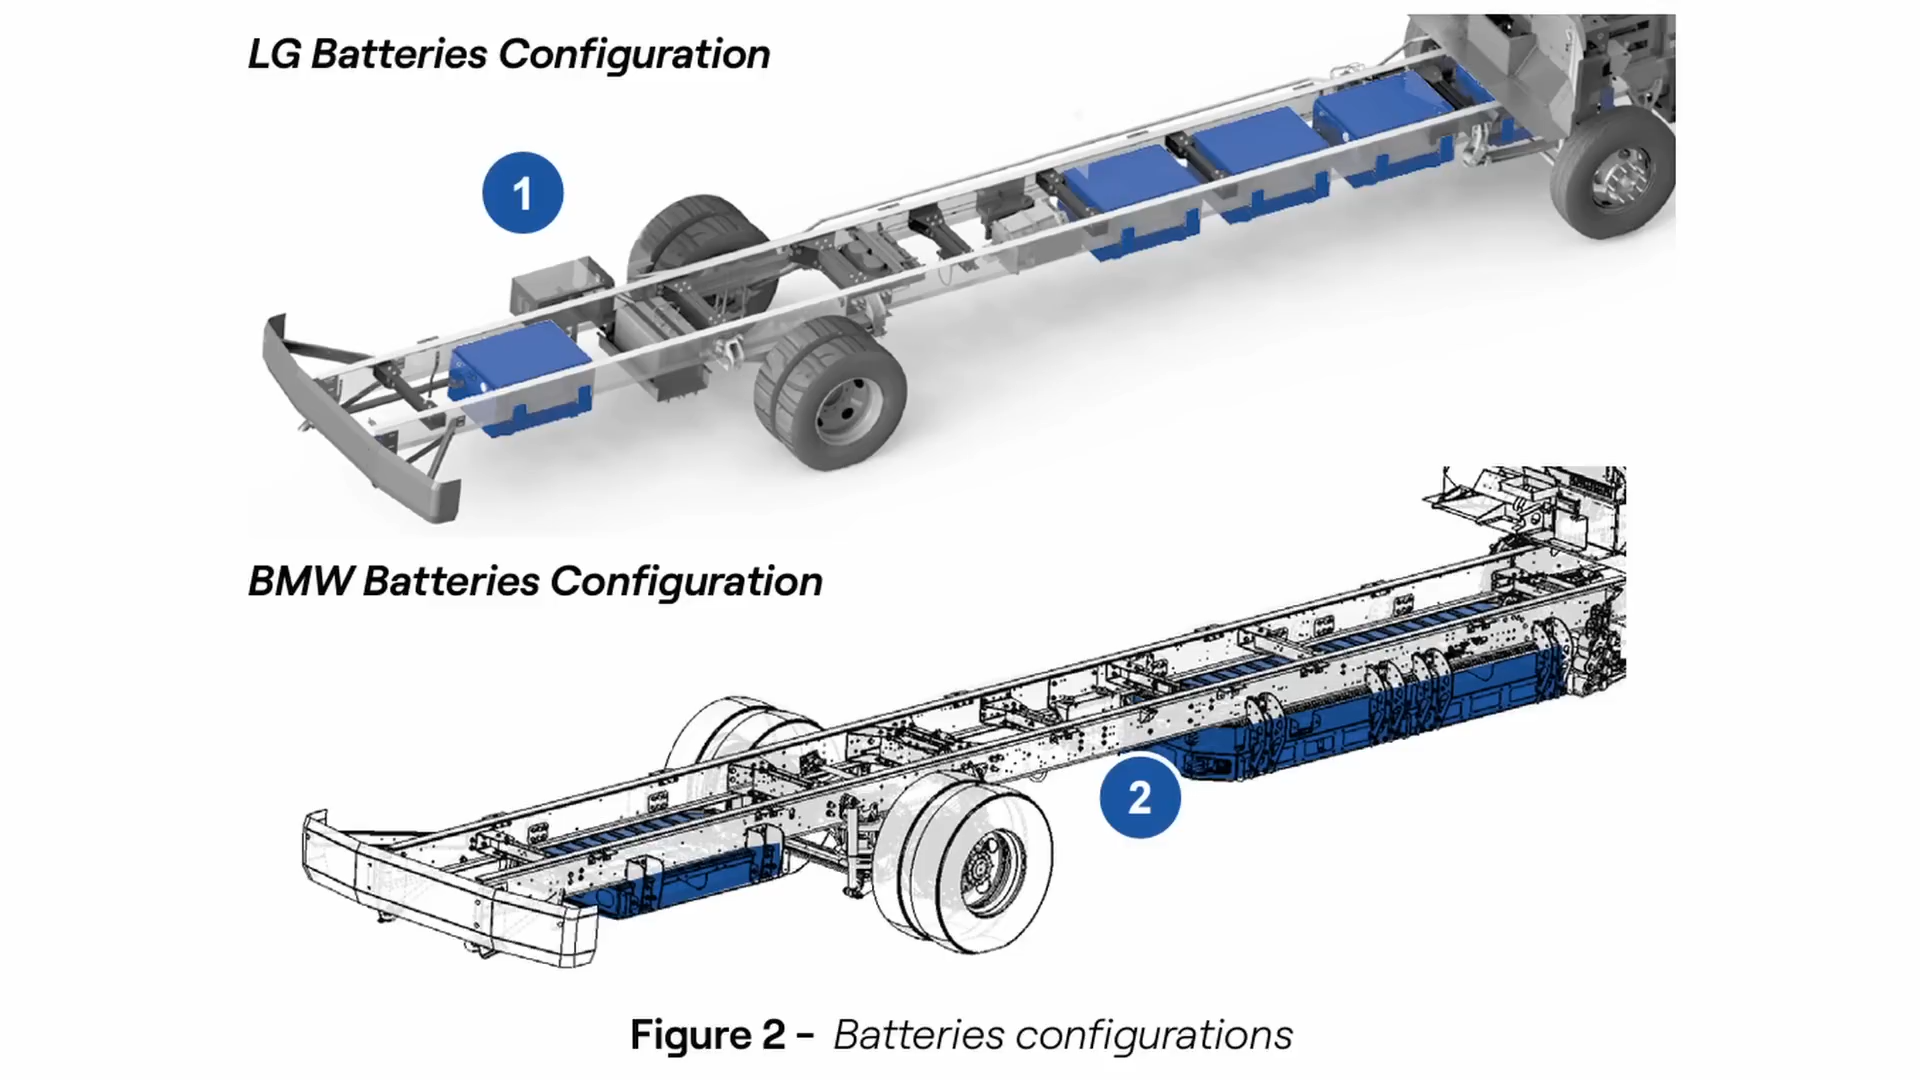 LG Batteries Configuration
1
BMW Batteries Configuration
2
Figure 2 – Batteries configurations